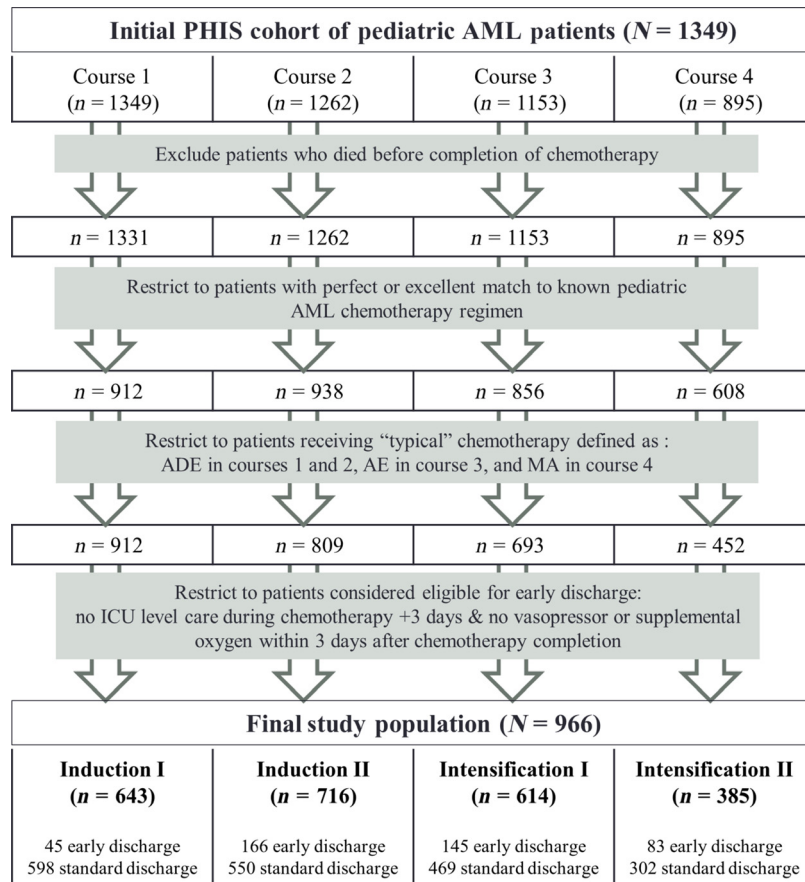 Initial PHIS cohort of pediatric AML patients (N = 1349)
Course 1
(n = 1349)
Course 2
(n = 1262)
Course 3
(n = 1153)
Course 4
(n = 895)
Exclude patients who died before completion of chemotherapy
n = 1331
n = 1262
n = 1153
n = 895
Restrict to patients with perfect or excellent match to known pediatric
AML chemotherapy regimen
n = 912
n = 938
n = 856
n = 608
Restrict to patients receiving “typical” chemotherapy defined as :
ADE in courses 1 and 2, AE in course 3, and MA in course 4
n = 912
n = 809
n = 693
n = 452
Restrict to patients considered eligible for early discharge:
no ICU level care during chemotherapy +3 days & no vasopressor or supplemental
oxygen within 3 days after chemotherapy completion
Final study population (N = 966)
Induction I
(n = 643)
45 early discharge
598 standard discharge
Induction II
(n = 716)
166 early discharge
550 standard discharge
Intensification I
(n = 614)
145 early discharge
469 standard discharge
Intensification II
(n = 385)
83 early discharge
302 standard discharge